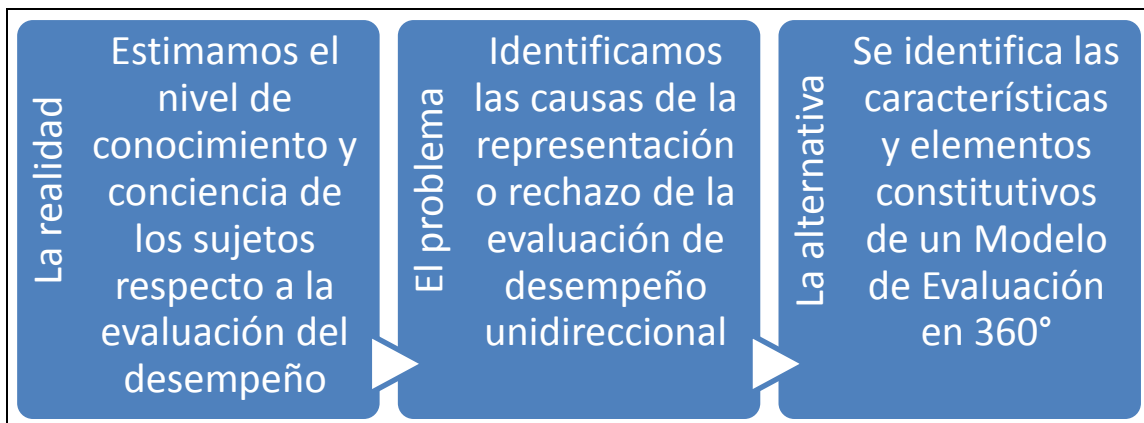 La realidad
Estimamos el
nivel de
conocimiento y
conciencia de
los sujetos
respecto a la
evaluación del
desempeño
El problema
Identificamos
las causas de la
representación
o rechazo de la
evaluación de
desempeño
unidireccional
La alternativa
Se identifica las
características
y elementos
constitutivos
de un Modelo
de Evaluación
en 360°